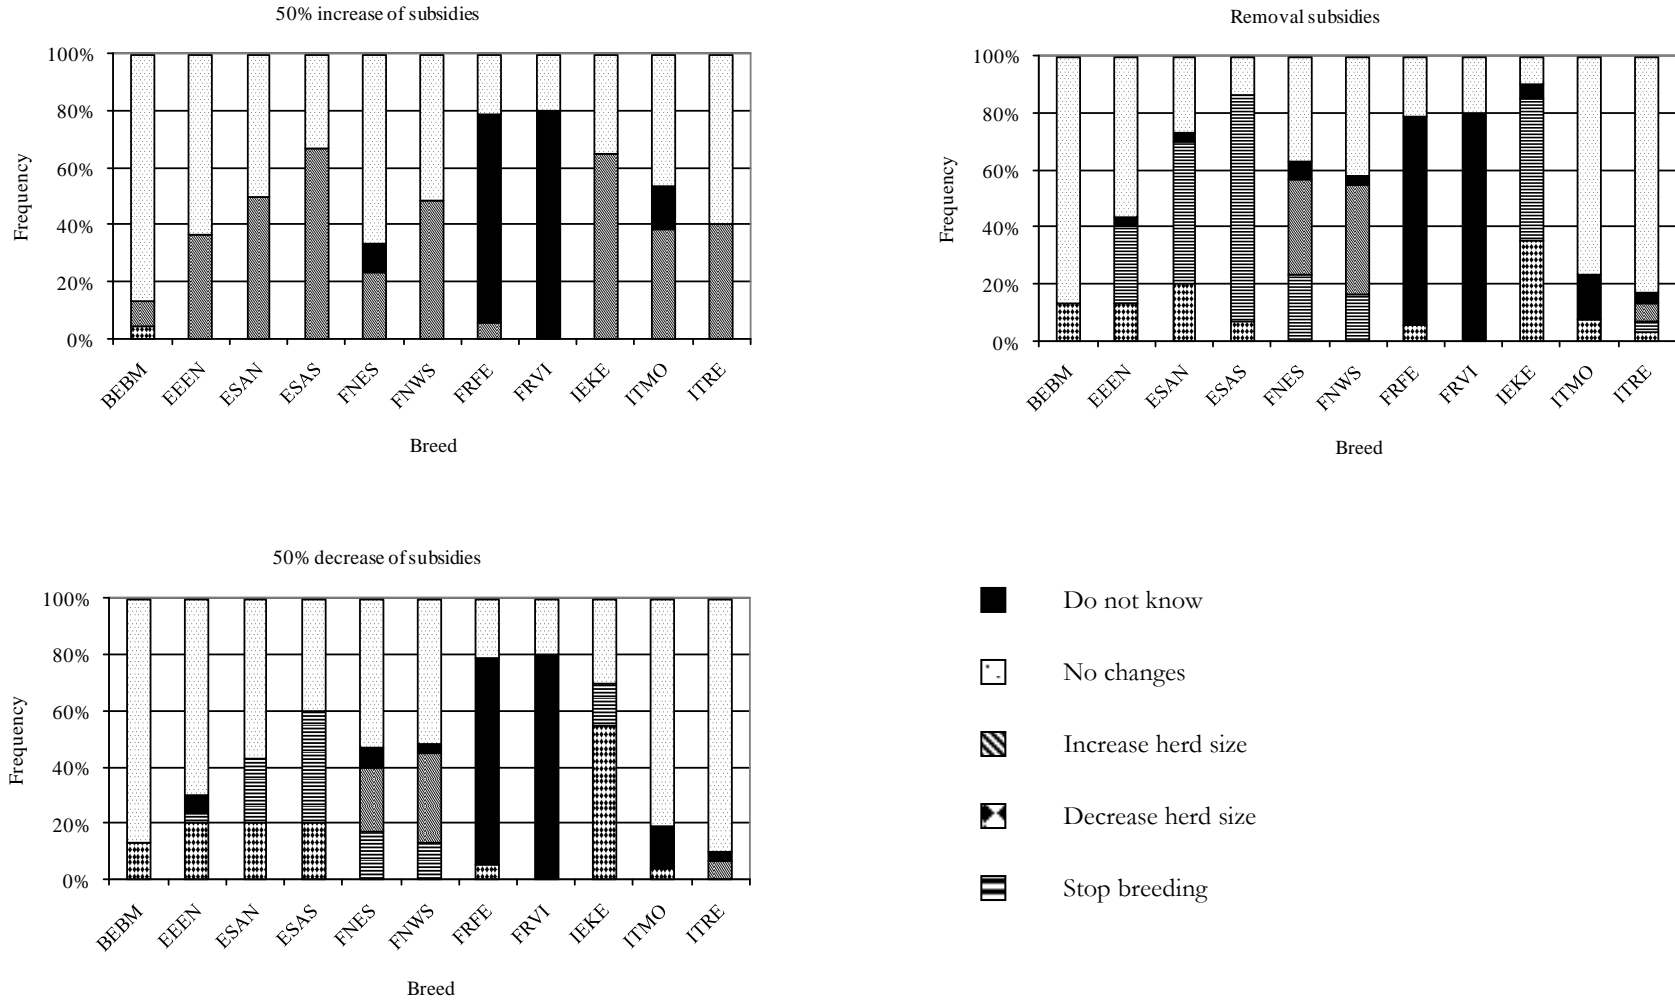 50% increase of subsidies
100%
80%
60%
40%
20%
0%
Frequency
BEBM EEEN ESAN ESAS FNES FNWS FRFE FRVI IEKE ITMO ITRE
Breed
Removal subsidies
100%
80%
60%
40%
20%
0%
Frequency
BEBM EEEN ESAN ESAS FNES FNWS FRFE FRVI IEKE ITMO ITRE
Breed
50% decrease of subsidies
100%
80%
60%
40%
20%
0%
Frequency
BEBM EEEN ESAN ESAS FNES FNWS FRFE FRVI IEKE ITMO ITRE
Breed
Do not know
No changes
Increase herd size
Decrease herd size
Stop breeding